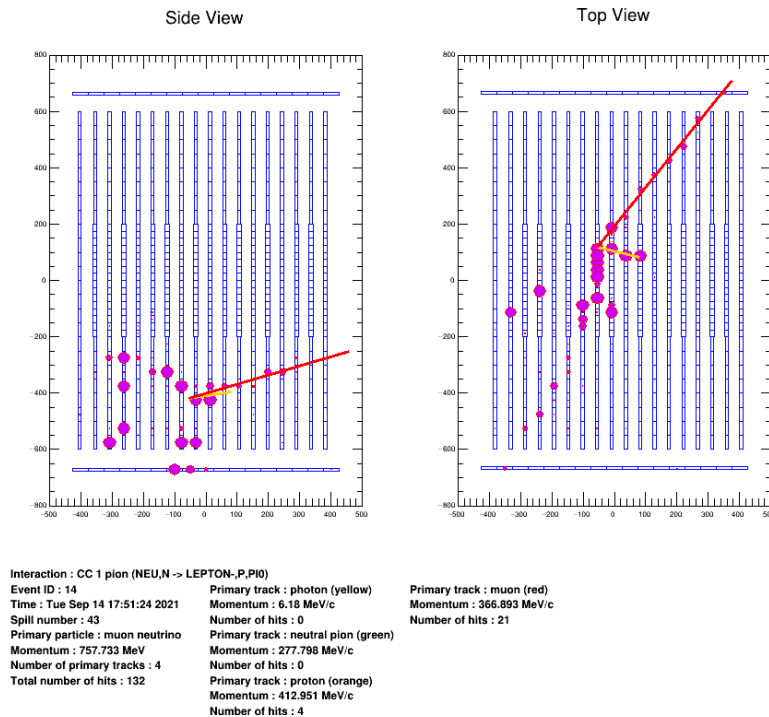 Side View
Top View
800
600
400
200
0
−200
−400
−600
−800
−500 −400 −300 −200 −100 0 100 200 300 400 500
800
600
400
200
0
−200
−400
−600
−800
−500 −400 −300 −200 −100 0 100 200 300 400 500
Interaction : CC 1 pion (NEU,N -> LEPTON-,P,PI0)
Event ID : 14
Time : Tue Sep 14 17:51:24 2021
Spill number : 43
Primary particle : muon neutrino
Momentum : 757.733 MeV
Number of primary tracks : 4
Total number of hits : 132
Primary track : photon (yellow)
Momentum : 6.18 MeV/c
Number of hits : 0
Primary track : neutral pion (green)
Momentum : 277.798 MeV/c
Number of hits : 0
Primary track : proton (orange)
Momentum : 412.951 MeV/c
Number of hits : 4
Primary track : muon (red)
Momentum : 366.893 MeV/c
Number of hits : 21